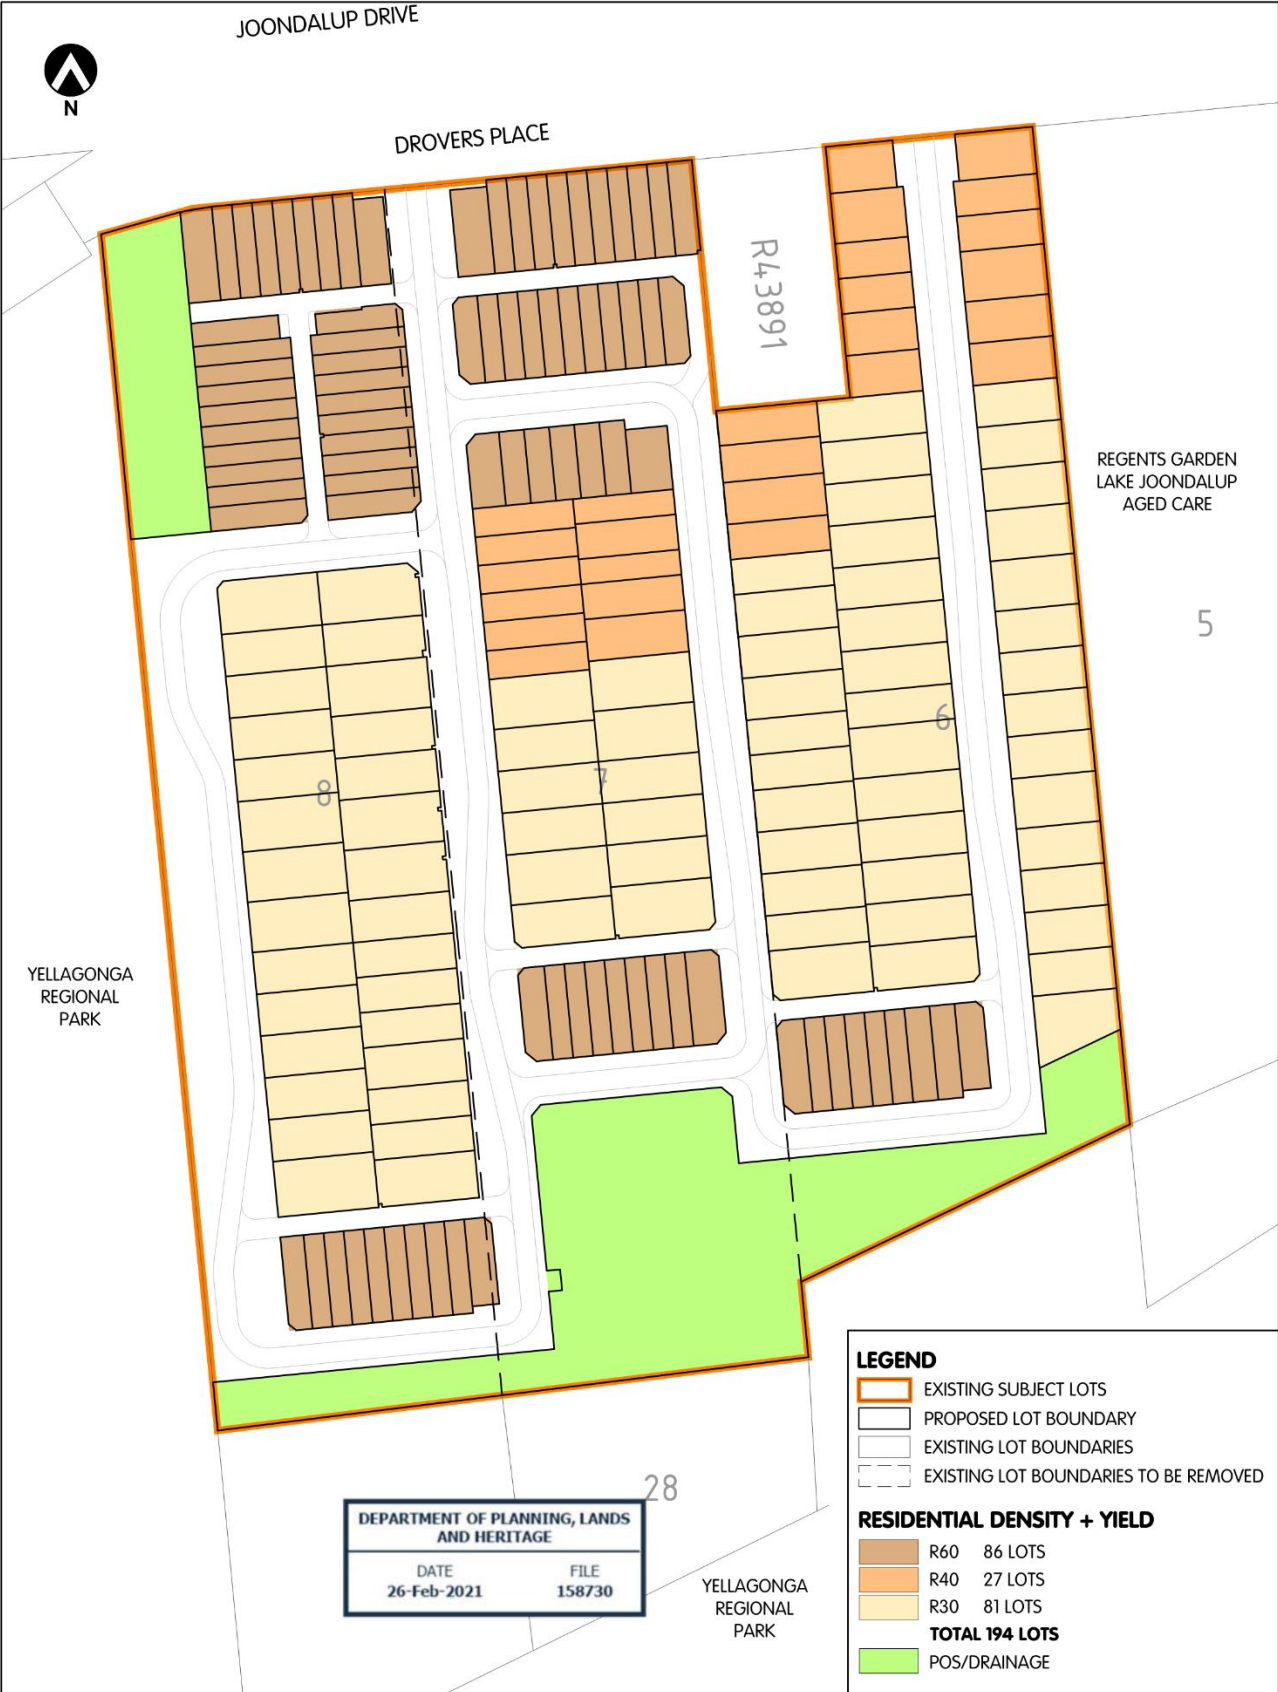 JOONDALUP DRIVE
N
DROVERS PLACE
R43891
REGENTS GARDEN
LAKE JOONDALUP
AGED CARE
5
6
7
8
YELLAGONGA
REGIONAL
PARK
28
DEPARTMENT OF PLANNING, LANDS
AND HERITAGE
DATE FILE
26-Feb-2021 158730
YELLAGONGA
REGIONAL
PARK
LEGEND
EXISTING SUBJECT LOTS
PROPOSED LOT BOUNDARY
EXISTING LOT BOUNDARIES
EXISTING LOT BOUNDARIES TO BE REMOVED
RESIDENTIAL DENSITY + YIELD
R60 86 LOTS
R40 27 LOTS
R30 81 LOTS
TOTAL 194 LOTS
POS/DRAINAGE